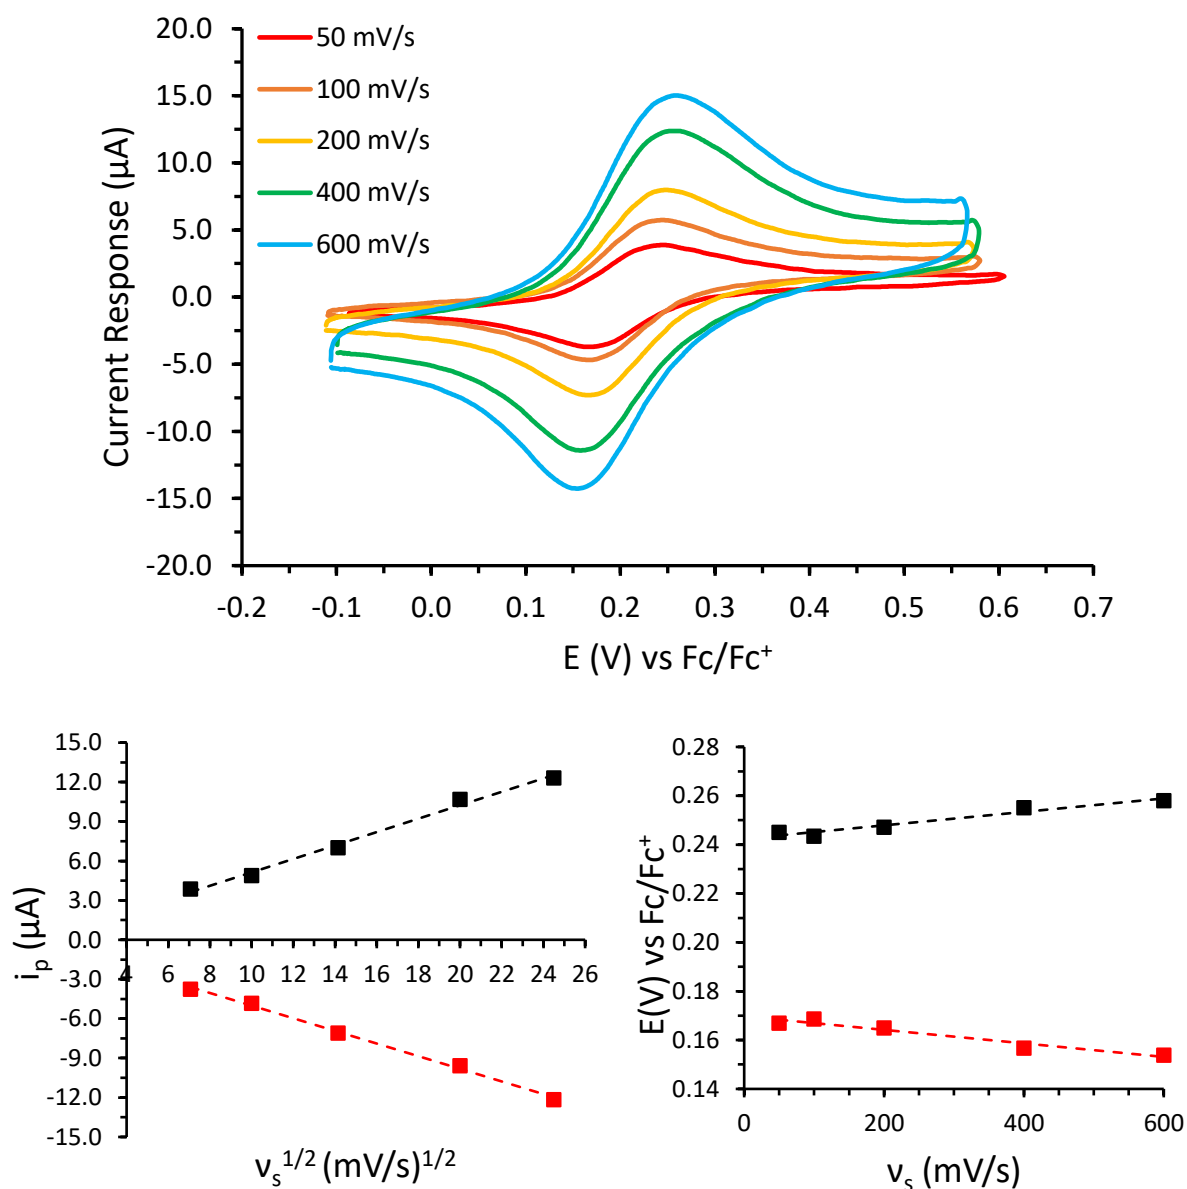 20.0
15.0
10.0
5.0
0.0
-5.0
-10.0
-15.0
-20.0
Current Response (µA)
50 mV/s
100 mV/s
200 mV/s
400 mV/s
600 mV/s
-0.2 -0.1 0.0 0.1 0.2 0.3 0.4 0.5 0.6 0.7
E (V) vs Fc/Fc⁺
15.0
12.0
9.0
6.0
3.0
0.0
-3.0
-6.0
-9.0
-12.0
-15.0
i_p (µA)
4 6 8 10 12 14 16 18 20 22 24 26
ν_s^1/2 (mV/s)^1/2
0.28
0.26
0.24
0.22
0.20
0.18
0.16
0.14
E(V) vs Fc/Fc⁺
0 200 400 600
ν_s (mV/s)